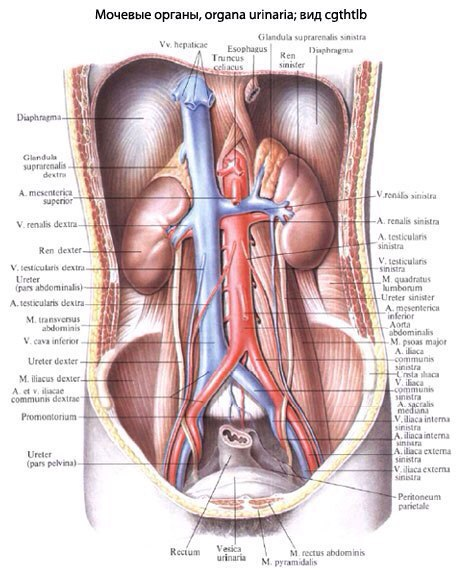 Мочевые органы, organa urinaria; вид cgthtlb
Vv. hepaticae
Truncus
celiacus
Esophagus
Glandula suprarenalis sinistra
Ren
sinister
Diaphragma
Diaphragma
Glandula
suprarenalis
dextra
A. mesenterica
superior
V. renalis dextra
Ren dexter
V. testicularis dextra
Ureter
(pars abdominalis)
A. testicularis dextra
M. transversus
abdominis
V. cava inferior
Ureter dexter
M. iliacus dexter
A. et v. iliacae
communis dextrae
Promontorium
Ureter
(pars pelvina)
V. renalis sinistra
A. renalis sinistra
A. testicularis
sinistra
V. testicularis
sinistra
M. quadratus
lumborum
Ureter sinister
A. mesenterica
inferior
Aorta
abdominalis
M. psoas major
A. iliaca
communis
sinistra
Crista iliaca
V. iliaca
communis
sinistra
A. sacralis
mediana
V. iliaca interna
sinistra
A. iliaca interna
sinistra
A. iliaca externa
sinistra
V. iliaca externa
sinistra
Peritoneum
parietale
Rectum
Vesica
urinaria
M. rectus abdominis
M. pyramidalis